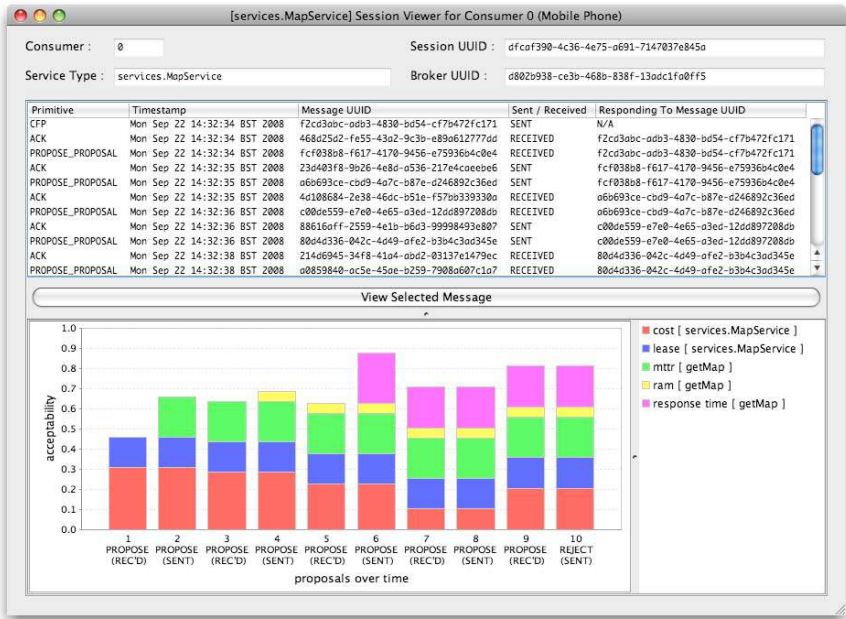 [services.MapService] Session Viewer for Consumer 0 (Mobile Phone)
Consumer : 0 Session UUID : dfcaf390-4c36-4e75-a691-7147037e845a
Service Type : services.MapService Broker UUID : d802b938-ce3b-468b-838f-13adc1fa0ff5
Primitive Timestamp Message UUID Sent / Received Responding To Message UUID
CFP Mon Sep 22 14:32:34 BST 2008 f2cd3abc-adb3-4830-bd54-cf7b472fc171 SENT N/A
ACK Mon Sep 22 14:32:34 BST 2008 468d25d2-fe55-43a2-9c3b-e89a612777dd RECEIVED f2cd3abc-adb3-4830-bd54-cf7b472fc171
PROPOSE_PROPOSAL Mon Sep 22 14:32:34 BST 2008 fcf038b8-f617-4170-9456-e75936b4c0e4 RECEIVED f2cd3abc-adb3-4830-bd54-cf7b472fc171
ACK Mon Sep 22 14:32:35 BST 2008 23d403f8-9b26-4e8d-a536-217e4caeebe6 SENT fcf038b8-f617-4170-9456-e75936b4c0e4
PROPOSE_PROPOSAL Mon Sep 22 14:32:35 BST 2008 a6b693ce-cbd9-4a7c-b87e-d246892c36ed SENT fcf038b8-f617-4170-9456-e75936b4c0e4
ACK Mon Sep 22 14:32:35 BST 2008 4d108684-2e38-46dc-b51e-f57bb339330a RECEIVED a6b693ce-cbd9-4a7c-b87e-d246892c36ed
PROPOSE_PROPOSAL Mon Sep 22 14:32:36 BST 2008 c00de559-e7e0-4e65-a3ed-12dd897208db RECEIVED a6b693ce-cbd9-4a7c-b87e-d246892c36ed
ACK Mon Sep 22 14:32:36 BST 2008 88616aff-2559-4e1b-b6d3-99998493e807 SENT c00de559-e7e0-4e65-a3ed-12dd897208db
PROPOSE_PROPOSAL Mon Sep 22 14:32:36 BST 2008 80d4d336-042c-4d49-afe2-b3b4c3ad345e SENT c00de559-e7e0-4e65-a3ed-12dd897208db
ACK Mon Sep 22 14:32:38 BST 2008 214d6945-34f8-41a4-abd2-03137e1479ec RECEIVED 80d4d336-042c-4d49-afe2-b3b4c3ad345e
PROPOSE_PROPOSAL Mon Sep 22 14:32:38 BST 2008 a0859840-ac5e-45ae-b259-7908a607c1a7 RECEIVED 80d4d336-042c-4d49-afe2-b3b4c3ad345e
View Selected Message
1.0
0.9
0.8
0.7
0.6
0.5
0.4
0.3
0.2
0.1
0.0
acceptability
1 2 3 4 5 6 7 8 9 10
PROPOSE PROPOSE PROPOSE PROPOSE PROPOSE PROPOSE PROPOSE PROPOSE PROPOSE REJECT
(REC'D) (SENT) (REC'D) (SENT) (REC'D) (SENT) (REC'D) (SENT) (REC'D) (SENT)
proposals over time
cost [ services.MapService ]
lease [ services.MapService ]
mttr [ getMap ]
ram [ getMap ]
response time [ getMap ]